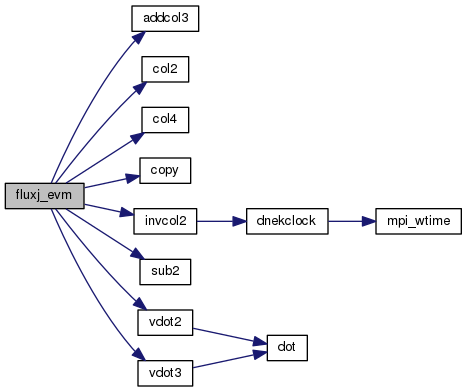 addcol3
col2
col4
copy
fluxj_evm
invcol2
dnekclock
mpi_wtime
sub2
vdot2
dot
vdot3